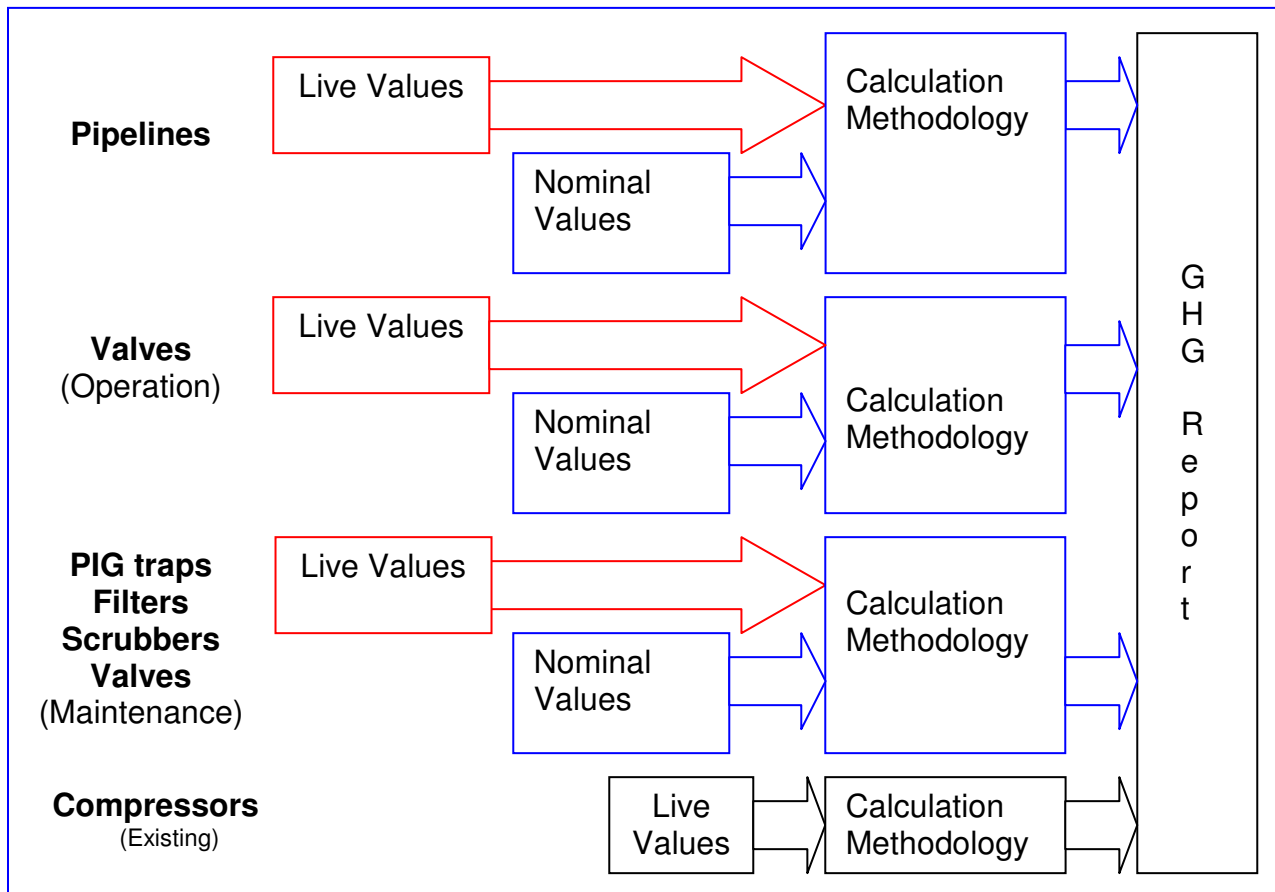 Pipelines
Live Values
Nominal
Values
Calculation
Methodology
Valves
(Operation)
Live Values
Nominal
Values
Calculation
Methodology
PIG traps
Filters
Scrubbers
Valves
(Maintenance)
Live Values
Nominal
Values
Calculation
Methodology
Compressors
(Existing)
Live
Values
Calculation
Methodology
G
H
G
R
e
p
o
r
t